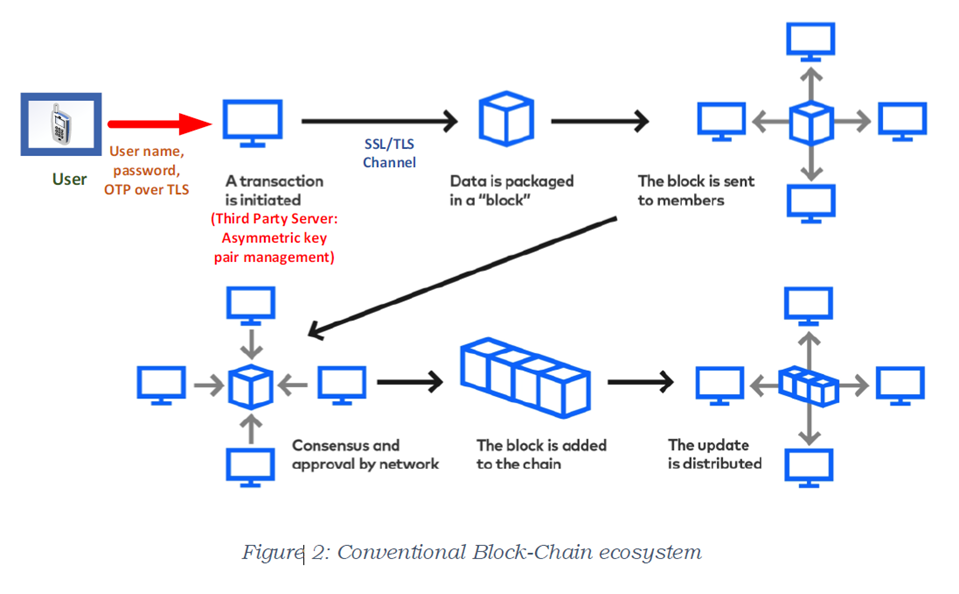 User name,
password,
OTP over TLS
User
SSL/TLS
Channel
A transaction
is initiated
(Third Party Server:
Asymmetric key
pair management)
Data is packaged
in a “block”
The block is sent
to members
Consensus and
approval by network
The block is added
to the chain
The update
is distributed
Figure 2: Conventional Block-Chain ecosystem